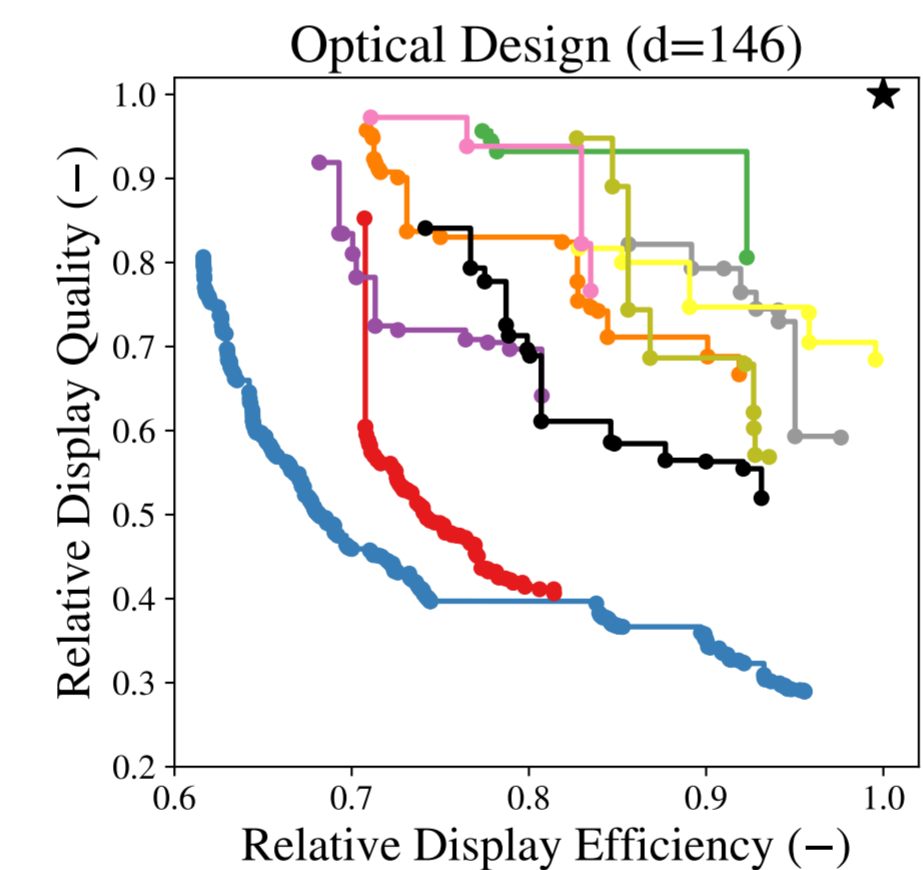 Optical Design (d=146)
Relative Display Quality (−)
1.0
0.9
0.8
0.7
0.6
0.5
0.4
0.3
0.2
0.6 0.7 0.8 0.9 1.0
Relative Display Efficiency (−)